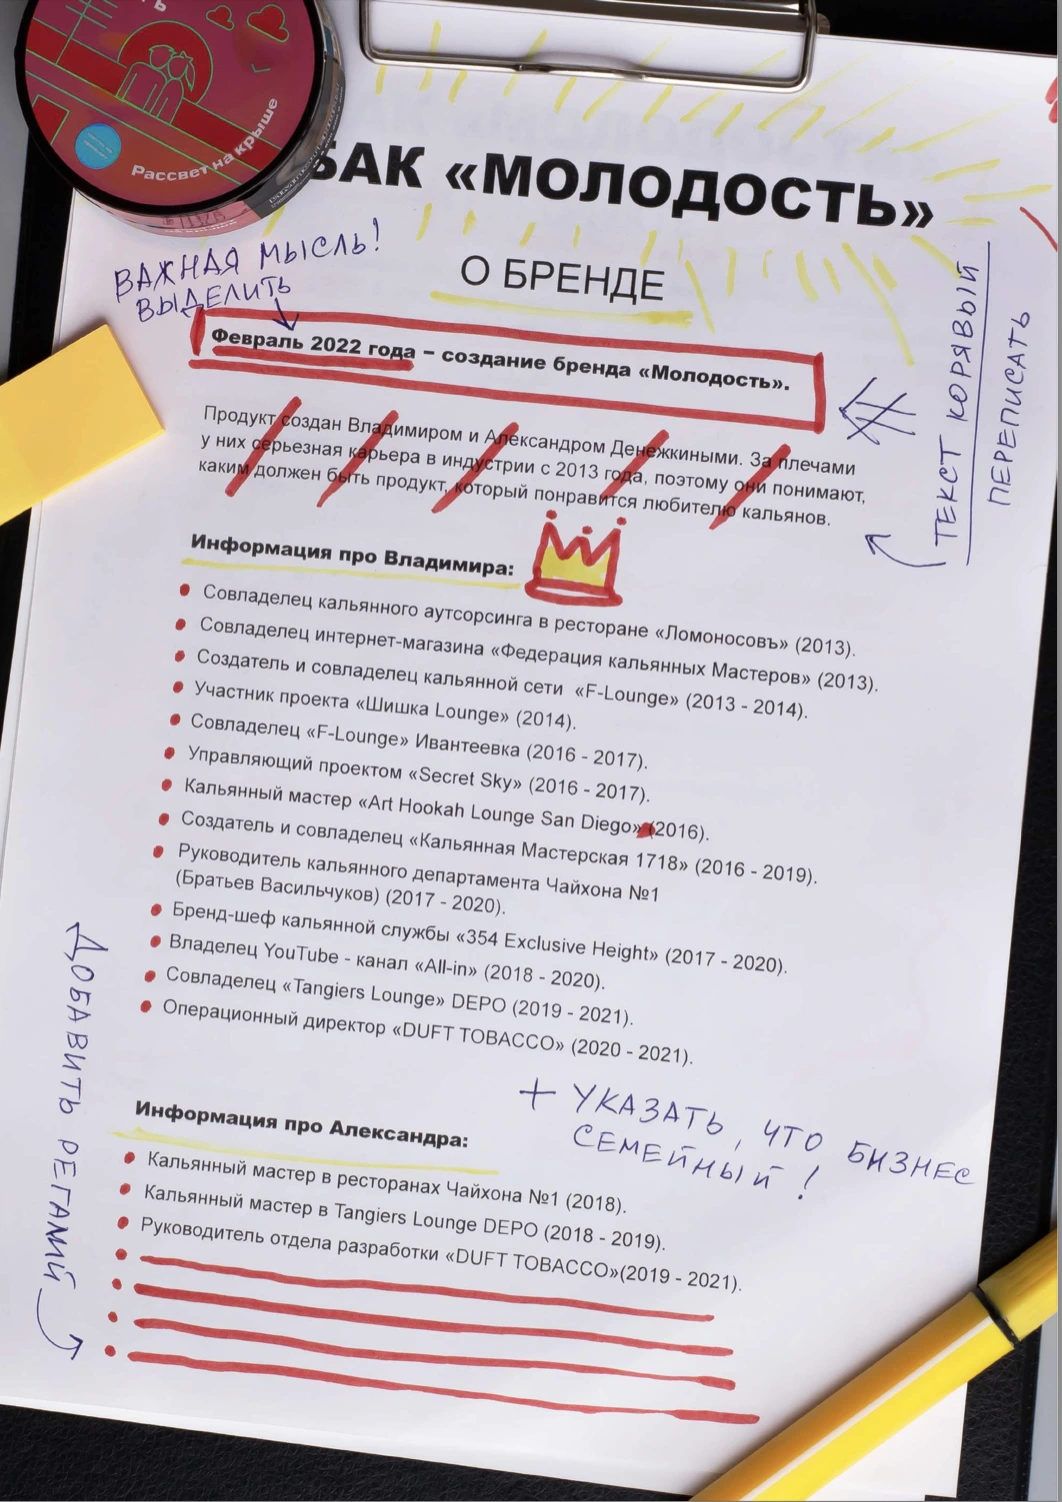 Рассвет на крыше
БАК «МОЛОДОСТЬ»
ВАЖНАЯ МЫСЛЬ!
ВЫДЕЛИТЬ
О БРЕНДЕ
Февраль 2022 года – создание бренда «Молодость».
Продукт создан Владимиром и Александром Денежкиными. За плечами
у них серьезная карьера в индустрии с 2013 года, поэтому они понимают,
каким должен быть продукт, который понравится любителю кальянов.
ТЕКСТ КОРЯВЫЙ
ПЕРЕПИСАТЬ
Информация про Владимира:
Совладелец кальянного аутсорсинга в ресторане «Ломоносовъ» (2013).
Совладелец интернет-магазина «Федерация кальянных Мастеров» (2013).
Создатель и совладелец кальянной сети «F-Lounge» (2013 - 2014).
Участник проекта «Шишка Lounge» (2014).
Совладелец «F-Lounge» Ивантеевка (2016 - 2017).
Управляющий проектом «Secret Sky» (2016 - 2017).
Кальянный мастер «Art Hookah Lounge San Diego» (2016).
Создатель и совладелец «Кальянная Мастерская 1718» (2016 - 2019).
Руководитель кальянного департамента Чайхона №1
(Братьев Васильчуков) (2017 - 2020).
Бренд-шеф кальянной службы «354 Exclusive Height» (2017 - 2020).
Владелец YouTube - канал «All-in» (2018 - 2020).
Совладелец «Tangiers Lounge» DEPO (2019 - 2021).
Операционный директор «DUFT TOBACCO» (2020 - 2021).
+ УКАЗАТЬ, ЧТО БИЗНЕС
СЕМЕЙНЫЙ!
Информация про Александра:
Кальянный мастер в ресторанах Чайхона №1 (2018).
Кальянный мастер в Tangiers Lounge DEPO (2018 - 2019).
Руководитель отдела разработки «DUFT TOBACCO»(2019 - 2021).
ДОБАВИТЬ РЕГАЛИЙ